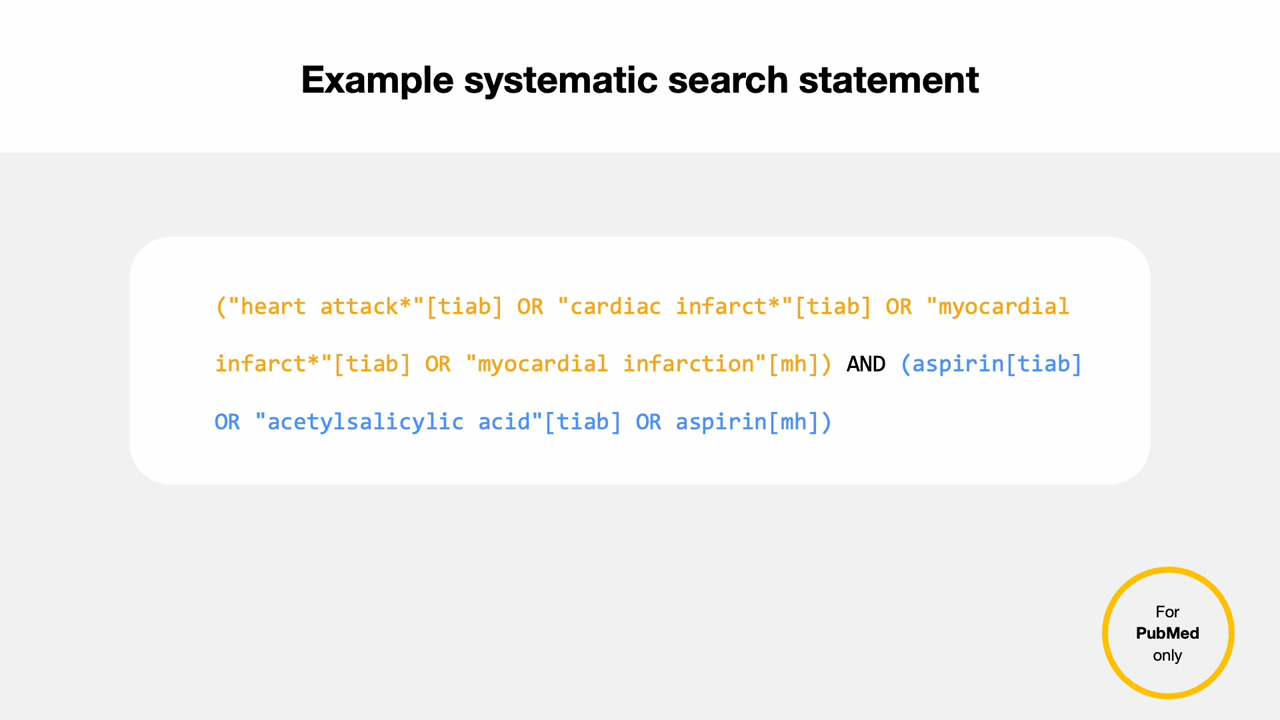 Example systematic search statement
("heart attack*"[tiab] OR "cardiac infarct*"[tiab] OR "myocardial
infarct*"[tiab] OR "myocardial infarction"[mh]) AND (aspirin[tiab]
OR "acetylsalicylic acid"[tiab] OR aspirin[mh])
For
PubMed
only